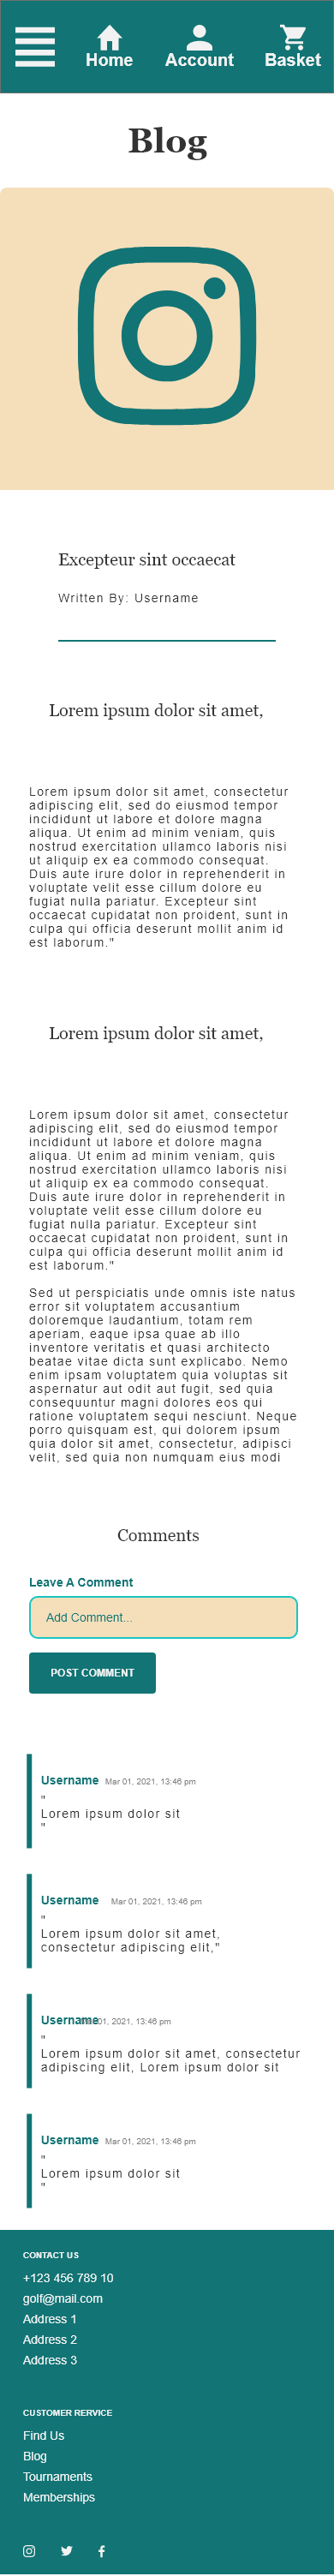 Home Account Basket
Blog
Excepteur sint occaecat
Written By: Username
Lorem ipsum dolor sit amet,
Lorem ipsum dolor sit amet, consectetur
adipiscing elit, sed do eiusmod tempor
incididunt ut labore et dolore magna
aliqua. Ut enim ad minim veniam, quis
nostrud exercitation ullamco laboris nisi
ut aliquip ex ea commodo consequat.
Duis aute irure dolor in reprehenderit in
voluptate velit esse cillum dolore eu
fugiat nulla pariatur. Excepteur sint
occaecat cupidatat non proident, sunt in
culpa qui officia deserunt mollit anim id
est laborum."
Lorem ipsum dolor sit amet,
Lorem ipsum dolor sit amet, consectetur
adipiscing elit, sed do eiusmod tempor
incididunt ut labore et dolore magna
aliqua. Ut enim ad minim veniam, quis
nostrud exercitation ullamco laboris nisi
ut aliquip ex ea commodo consequat.
Duis aute irure dolor in reprehenderit in
voluptate velit esse cillum dolore eu
fugiat nulla pariatur. Excepteur sint
occaecat cupidatat non proident, sunt in
culpa qui officia deserunt mollit anim id
est laborum."
Sed ut perspiciatis unde omnis iste natus
error sit voluptatem accusantium
doloremque laudantium, totam rem
aperiam, eaque ipsa quae ab illo
inventore veritatis et quasi architecto
beatae vitae dicta sunt explicabo. Nemo
enim ipsam voluptatem quia voluptas sit
aspernatur aut odit aut fugit, sed quia
consequuntur magni dolores eos qui
ratione voluptatem sequi nesciunt. Neque
porro quisquam est, qui dolorem ipsum
quia dolor sit amet, consectetur, adipisci
velit, sed quia non numquam eius modi
Comments
Leave A Comment
Add Comment...
POST COMMENT
Username Mar 01, 2021, 13:46 pm
"
Lorem ipsum dolor sit
"
Username Mar 01, 2021, 13:46 pm
"
Lorem ipsum dolor sit amet,
consectetur adipiscing elit,"
Username 01, 2021, 13:46 pm
"
Lorem ipsum dolor sit amet, consectetur
adipiscing elit, Lorem ipsum dolor sit
Username Mar 01, 2021, 13:46 pm
"
Lorem ipsum dolor sit
"
CONTACT US
+123 456 789 10
golf@mail.com
Address 1
Address 2
Address 3
CUSTOMER RERVICE
Find Us
Blog
Tournaments
Memberships